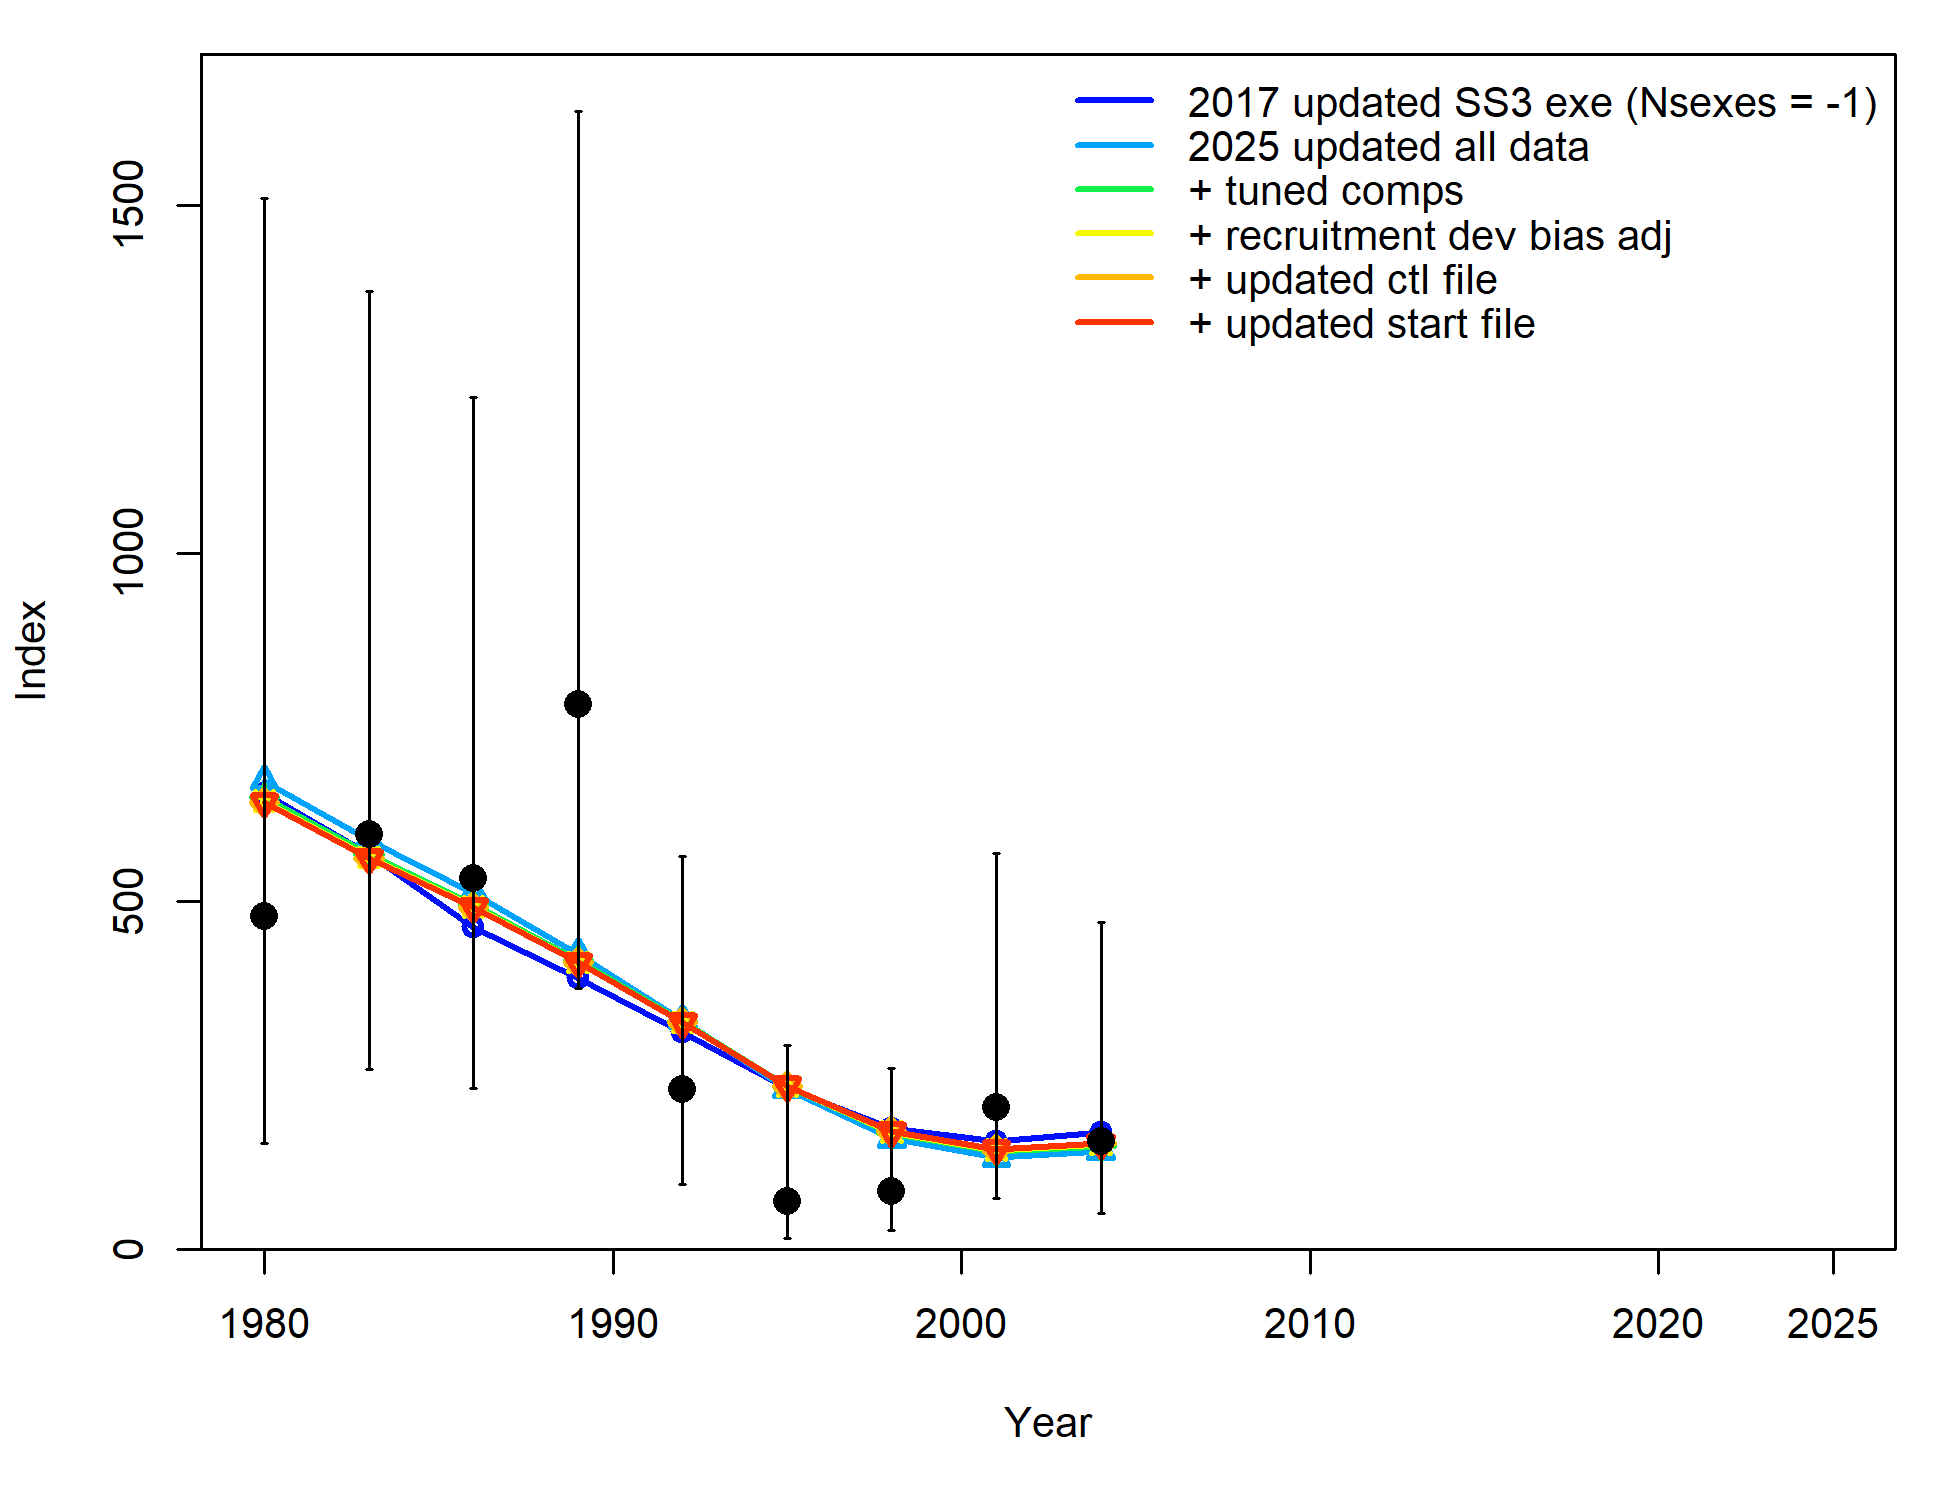 2017 updated SS3 exe (Nsexes = -1)
2025 updated all data
+ tuned comps
+ recruitment dev bias adj
+ updated ctl file
+ updated start file
1500
1000
500
0
Index
1980 1990 2000 2010 2020 2025
Year